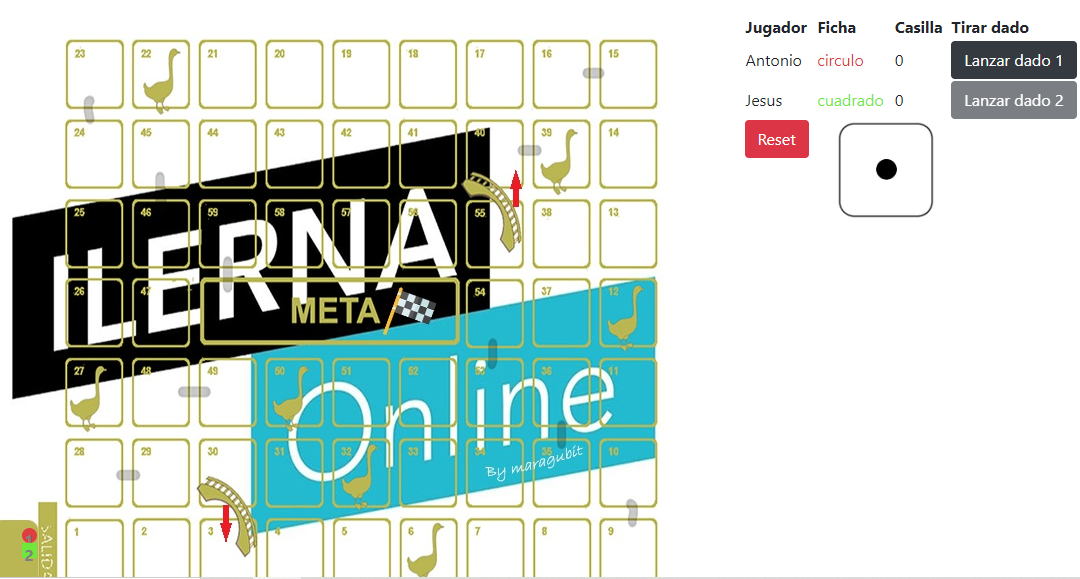 Jugador Ficha Casilla Tirar dado
Antonio circulo 0 Lanzar dado 1
Jesus cuadrado 0 Lanzar dado 2
Reset
23 22 21 20 19 18 17 16 15
24 45 44 43 42 41 40 39 14
25 46 59 58 57 56 55 38 13
26 47 META 54 37 12
27 48 49 50 51 52 53 36 11
28 29 30 31 32 33 34 35 10
1 2 3 4 5 6 7 8 9
ILERNA
Online
By maragubit
SALIDA
1
2